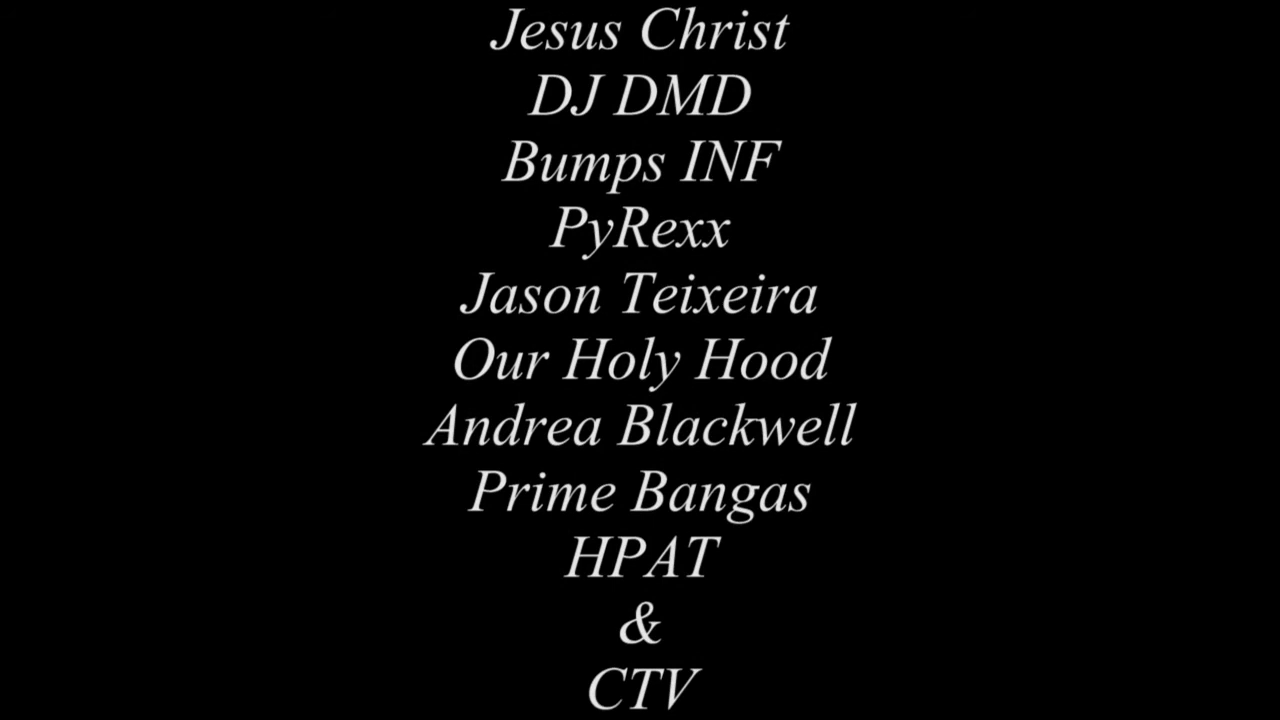 Jesus Christ
DJ DMD
Bumps INF
PyRexx
Jason Teixeira
Our Holy Hood
Andrea Blackwell
Prime Bangas
HPAT
&
CTV